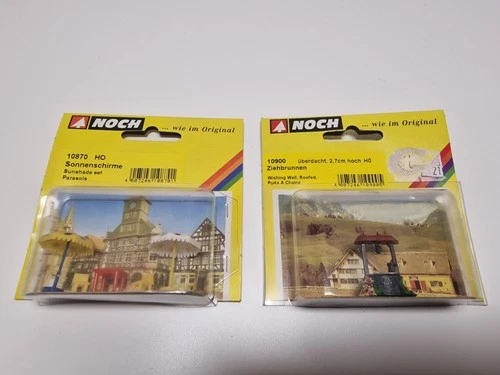 NOCH
... wie im Original
10870 HO
Sonnenschirme
Sunshade set
Parasols
NOCH
... wie im Original
10900 überdacht, 2,7cm hoch H0
Ziehbrunnen
Wishing Well, Roofed,
Puits A Chaine